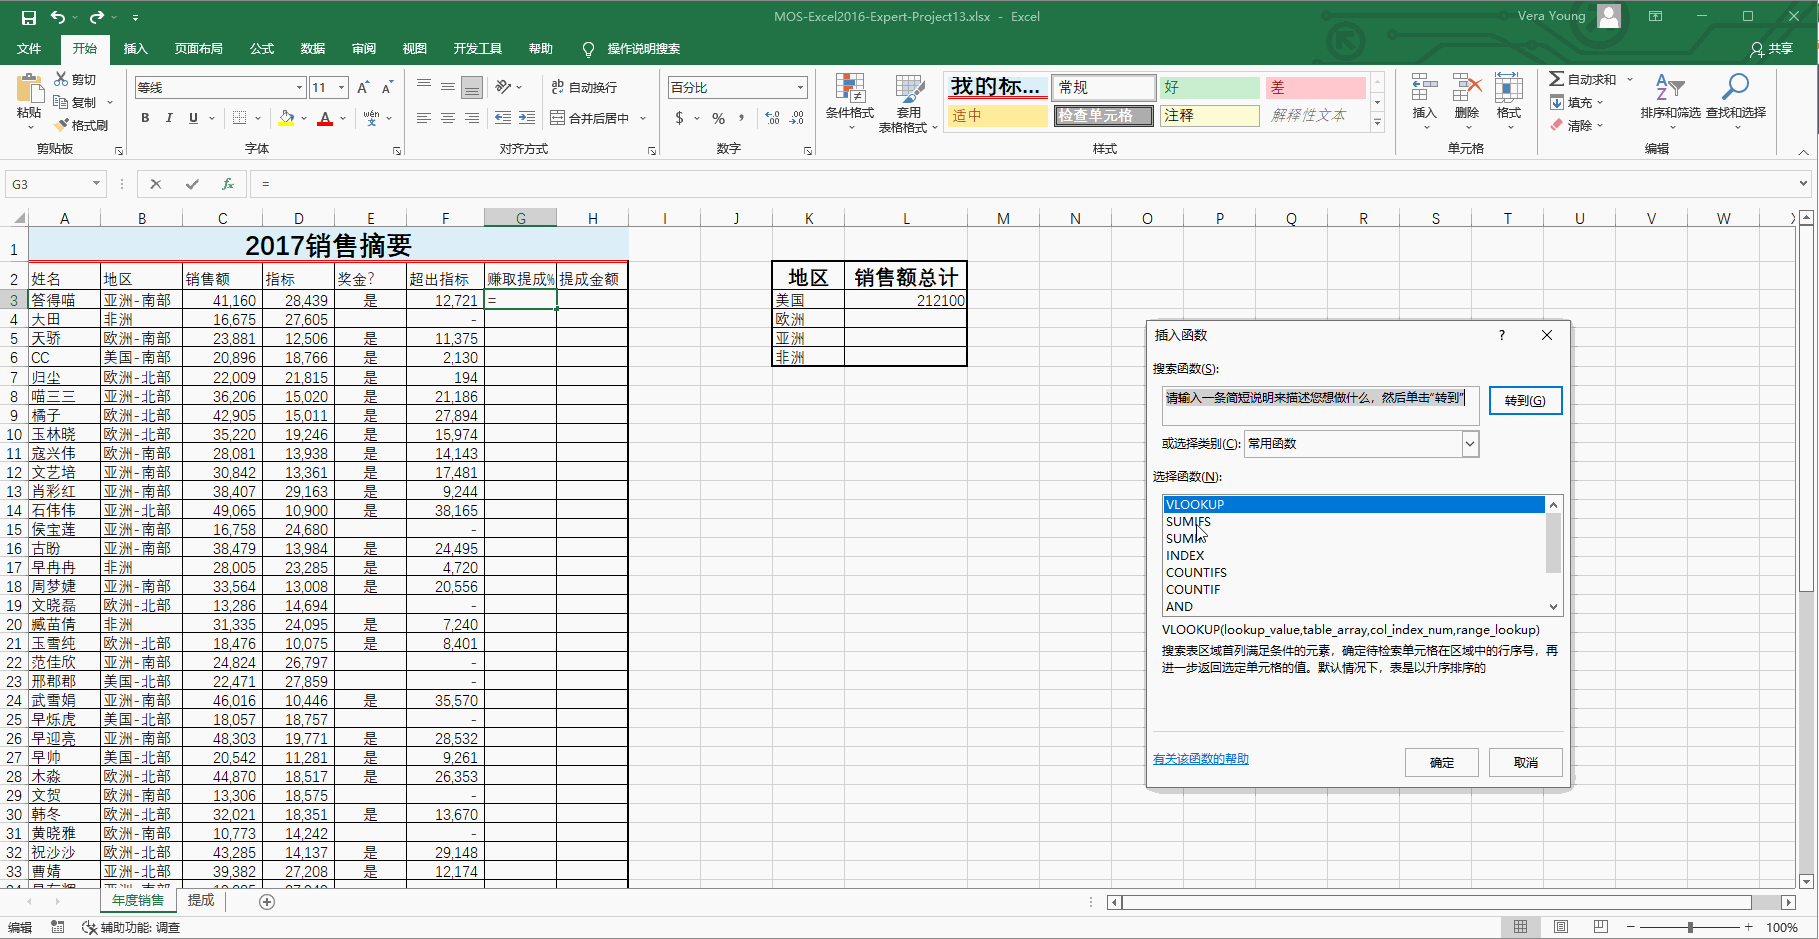 MOS-Excel2016-Expert-Project13.xlsx - Excel
Vera Young
文件 开始 插入 页面布局 公式 数据 审阅 视图 开发工具 帮助 操作说明搜索 共享
粘贴 剪切 复制 格式刷
等线 11
B I U A wén 文
自动换行
合并后居中
百分比
$ % ,
条件格式 套用表格格式
我的标... 常规 好 差
适中 检查单元格 注释 解释性文本
插入 删除 格式
自动求和 填充 清除
排序和筛选 查找和选择
剪贴板 字体 对齐方式 数字 样式 单元格 编辑
G3 fx =
A B C D E F G H I J K L M N O P Q R S T U V W
1 2017销售摘要
2 姓名 地区 销售额 指标 奖金? 超出指标 赚取提成% 提成金额
3 答得喵 亚洲-南部 41,160 28,439 是 12,721 =
4 大田 非洲 16,675 27,605 -
5 天骄 欧洲-南部 23,881 12,506 是 11,375
6 CC 美国-南部 20,896 18,766 是 2,130
7 归尘 欧洲-北部 22,009 21,815 是 194
8 喵三三 亚洲-北部 36,206 15,020 是 21,186
9 橘子 欧洲-北部 42,905 15,011 是 27,894
10 玉林晓 欧洲-北部 35,220 19,246 是 15,974
11 寇兴伟 欧洲-南部 28,081 13,938 是 14,143
12 文艺培 亚洲-南部 30,842 13,361 是 17,481
13 肖彩红 亚洲-南部 38,407 29,163 是 9,244
14 石伟伟 亚洲-南部 49,065 10,900 是 38,165
15 侯宝莲 亚洲-南部 16,758 24,680 -
16 古盼 亚洲-南部 38,479 13,984 是 24,495
17 早冉冉 非洲 28,005 23,285 是 4,720
18 周梦婕 亚洲-南部 33,564 13,008 是 20,556
19 文晓磊 欧洲-北部 13,286 14,694 -
20 臧苗倩 非洲 31,335 24,095 是 7,240
21 玉雪纯 欧洲-北部 18,476 10,075 是 8,401
22 范佳欣 亚洲-南部 24,824 26,797 -
23 邢郡郡 美国-北部 22,471 27,859 -
24 武雪娟 亚洲-南部 46,016 10,446 是 35,570
25 早烁虎 美国-北部 18,057 18,757 -
26 早迎亮 亚洲-南部 48,303 19,771 是 28,532
27 早帅 美国-北部 20,542 11,281 是 9,261
28 木淼 欧洲-北部 44,870 18,517 是 26,353
29 文贺 欧洲-南部 13,306 18,575 -
30 韩冬 欧洲-北部 32,021 18,351 是 13,670
31 黄晓雅 欧洲-南部 10,773 14,242 -
32 祝沙沙 欧洲-北部 43,285 14,137 是 29,148
33 曹婧 亚洲-北部 39,382 27,208 是 12,174
地区 销售额总计
美国 212100
欧洲
亚洲
非洲
插入函数 ?
搜索函数(S):
请输入一条简短说明来描述您想做什么，然后单击“转到”
转到(G)
或选择类别(C): 常用函数
选择函数(N):
VLOOKUP
SUMIFS
SUMIF
INDEX
COUNTIFS
COUNTIF
AND
VLOOKUP(lookup_value,table_array,col_index_num,range_lookup)
搜索表区域首列满足条件的元素，确定待检索单元格在区域中的行序号，再
进一步返回选定单元格的值。默认情况下，表是以升序排序的
有关该函数的帮助
确定 取消
年度销售 提成
编辑 辅助功能: 调查 100%